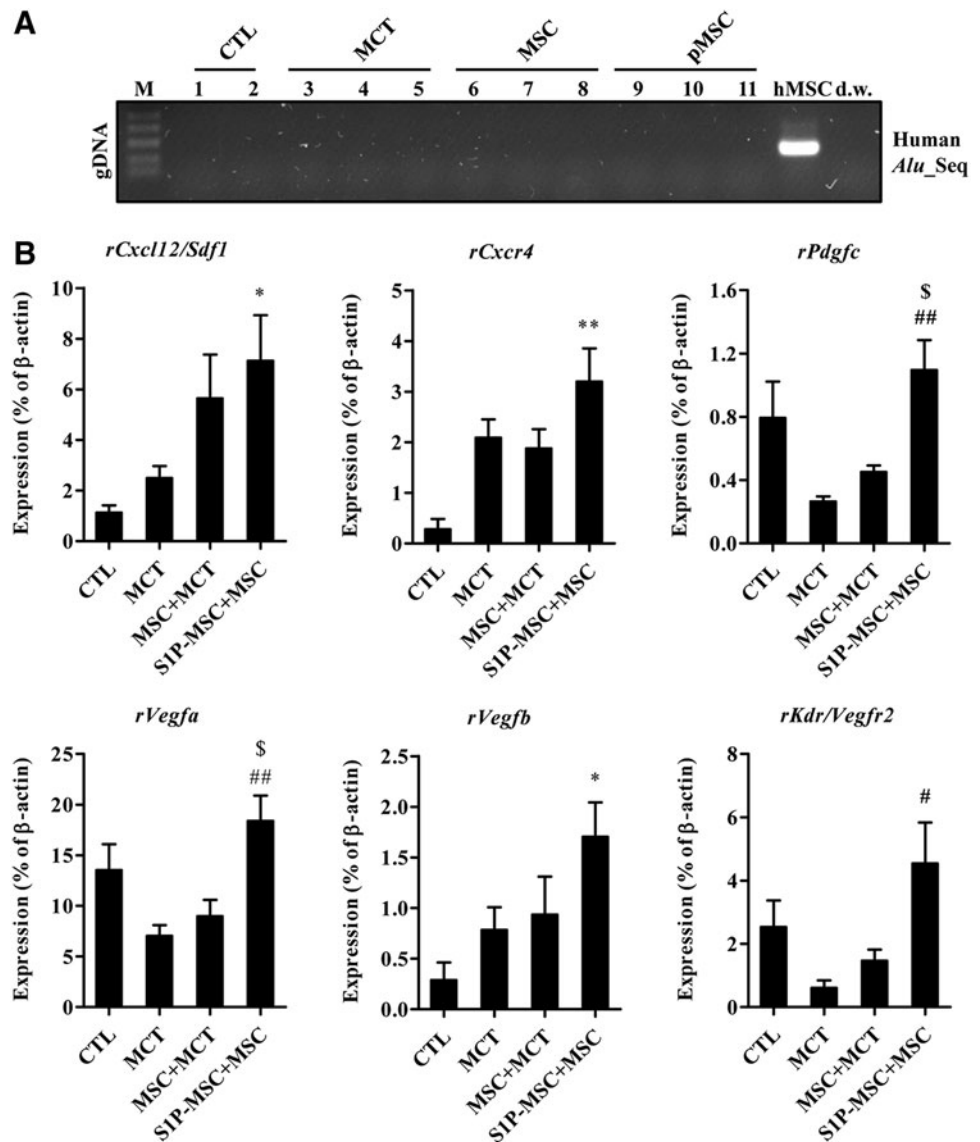 A
CTL MCT MSC pMSC
M 1 2 3 4 5 6 7 8 9 10 11 hMSC d.w.
gDNA
Human
Alu_Seq
B
rCxcl12/Sdf1
Expression (% of β-actin)
10
8
6
4
2
0
*
CTL
MCT
MSC+MCT
S1P-MSC+MSC
rCxcr4
Expression (% of β-actin)
5
4
3
2
1
0
**
CTL
MCT
MSC+MCT
S1P-MSC+MSC
rPdgfc
Expression (% of β-actin)
1.6
1.2
0.8
0.4
0.0
$
##
CTL
MCT
MSC+MCT
S1P-MSC+MSC
rVegfa
Expression (% of β-actin)
25
20
15
10
5
0
$
##
CTL
MCT
MSC+MCT
S1P-MSC+MSC
rVegfb
Expression (% of β-actin)
2.5
2.0
1.5
1.0
0.5
0.0
*
CTL
MCT
MSC+MCT
S1P-MSC+MSC
rKdr/Vegfr2
Expression (% of β-actin)
8
6
4
2
0
#
CTL
MCT
MSC+MCT
S1P-MSC+MSC